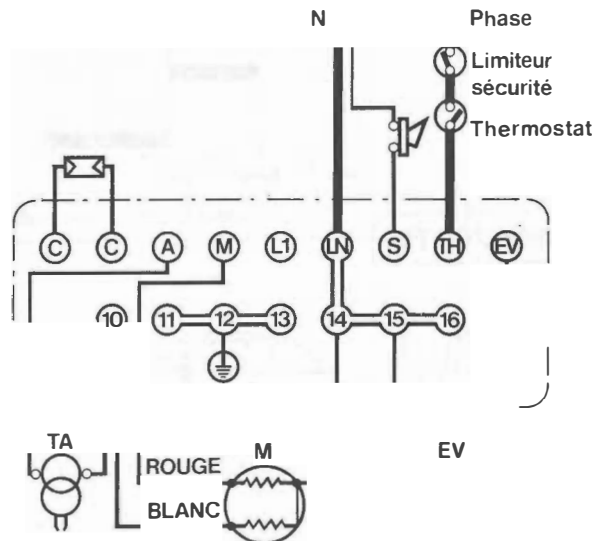 N Phase
Limiteur
sécurité
Thermostat
C C A M L1 LN S TH EV
10 11 12 13 14 15 16
TA M EV
ROUGE
BLANC